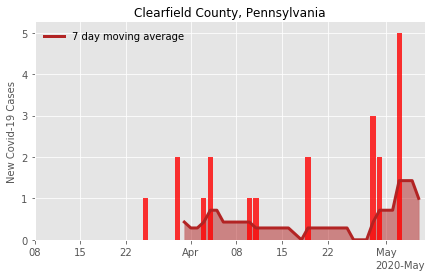 Clearfield County, Pennsylvania
7 day moving average
New Covid-19 Cases
5
4
3
2
1
0
08 15 22 Apr 08 15 22 May
2020-May